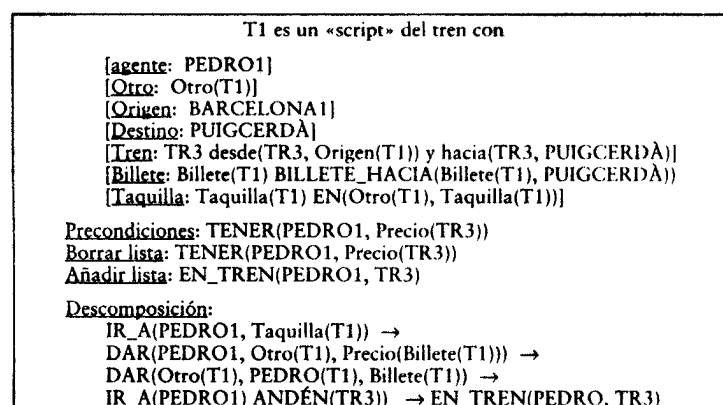 T1 es un «script» del tren con
[agente: PEDRO1]
[Otro: Otro(T1)]
[Origen: BARCELONA1]
[Destino: PUIGCERDÀ]
[Tren: TR3 desde(TR3, Origen(T1)) y hacia(TR3, PUIGCERDÀ)]
[Billete: Billete(T1) BILLETE_HACIA(Billete(T1), PUIGCERDÀ))
[Taquilla: Taquilla(T1) EN(Otro(T1), Taquilla(T1))]
Precondiciones: TENER(PEDRO1, Precio(TR3))
Borrar lista: TENER(PEDRO1, Precio(TR3))
Añadir lista: EN_TREN(PEDRO1, TR3)
Descomposición:
IR_A(PEDRO1, Taquilla(T1)) →
DAR(PEDRO1, Otro(T1), Precio(Billete(T1))) →
DAR(Otro(T1), PEDRO(T1), Billete(T1)) →
IR_A(PEDRO1) ANDÉN(TR3)) → EN_TREN(PEDRO, TR3)